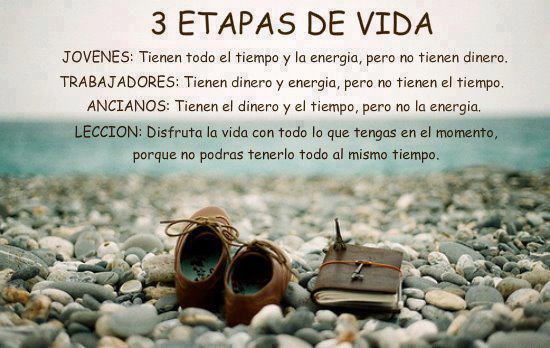 3 ETAPAS DE VIDA
JOVENES: Tienen todo el tiempo y la energia, pero no tienen dinero.
TRABAJADORES: Tienen dinero y energia, pero no tienen el tiempo.
ANCIANOS: Tienen el dinero y el tiempo, pero no la energia.
LECCION: Disfruta la vida con todo lo que tengas en el momento,
porque no podras tenerlo todo al mismo tiempo.